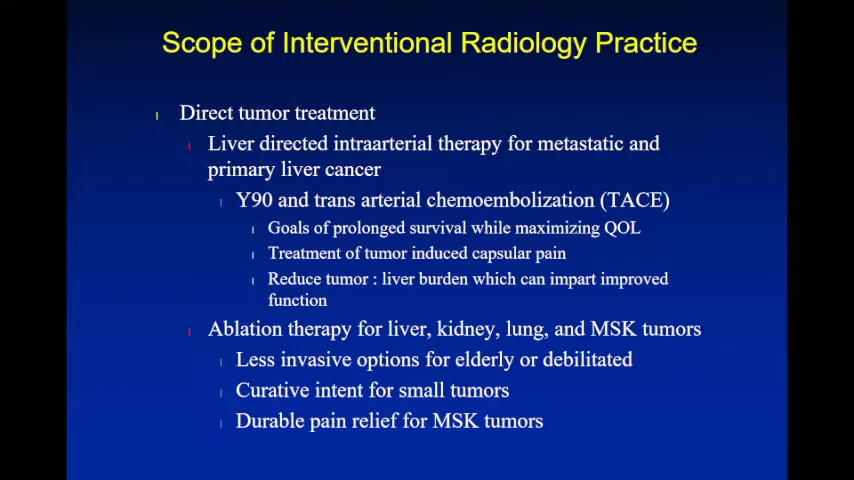 Scope of Interventional Radiology Practice
Direct tumor treatment
Liver directed intraarterial therapy for metastatic and
primary liver cancer
Y90 and trans arterial chemoembolization (TACE)
Goals of prolonged survival while maximizing QOL
Treatment of tumor induced capsular pain
Reduce tumor : liver burden which can impart improved
function
Ablation therapy for liver, kidney, lung, and MSK tumors
Less invasive options for elderly or debilitated
Curative intent for small tumors
Durable pain relief for MSK tumors